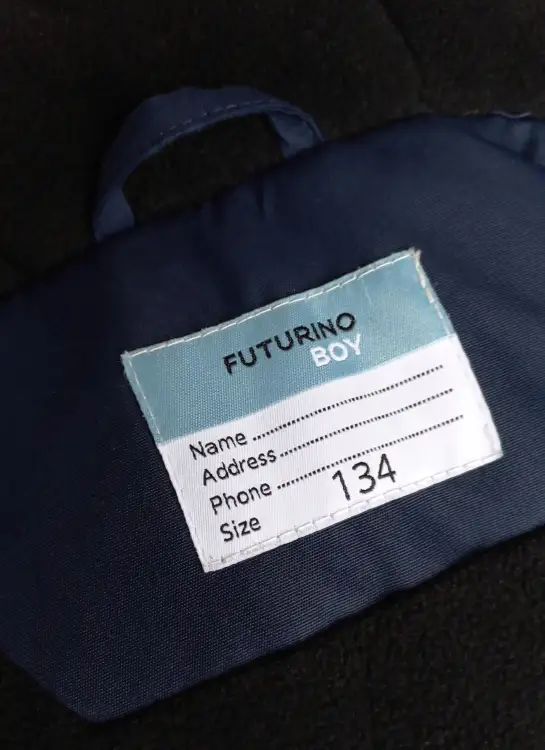 FUTURINO
BOY
Name ........................................
Address ....................................
Phone ......................................
Size 134